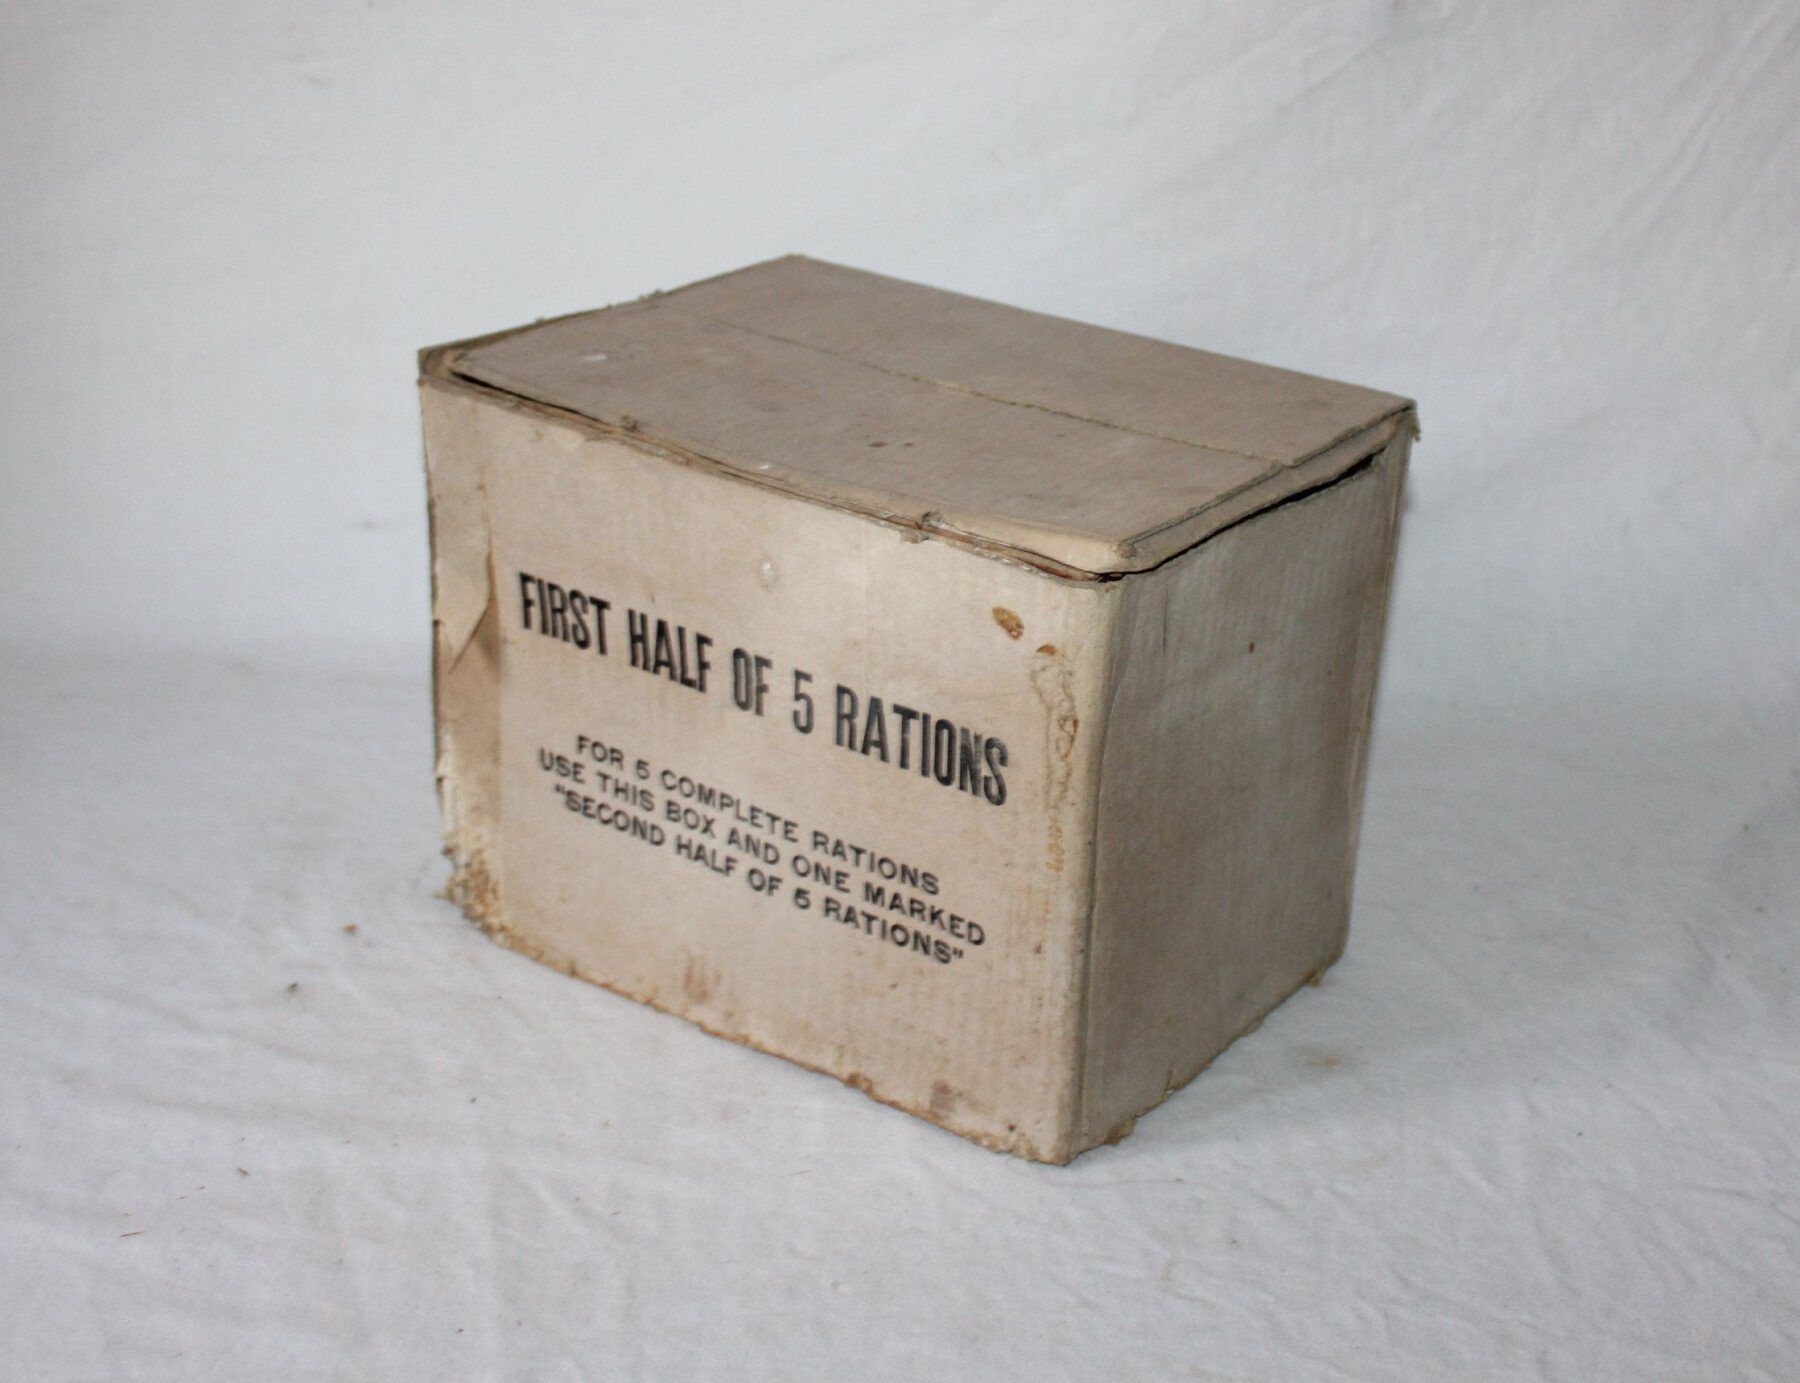 FIRST HALF OF 5 RATIONS
FOR 5 COMPLETE RATIONS
USE THIS BOX AND ONE MARKED
"SECOND HALF OF 5 RATIONS"